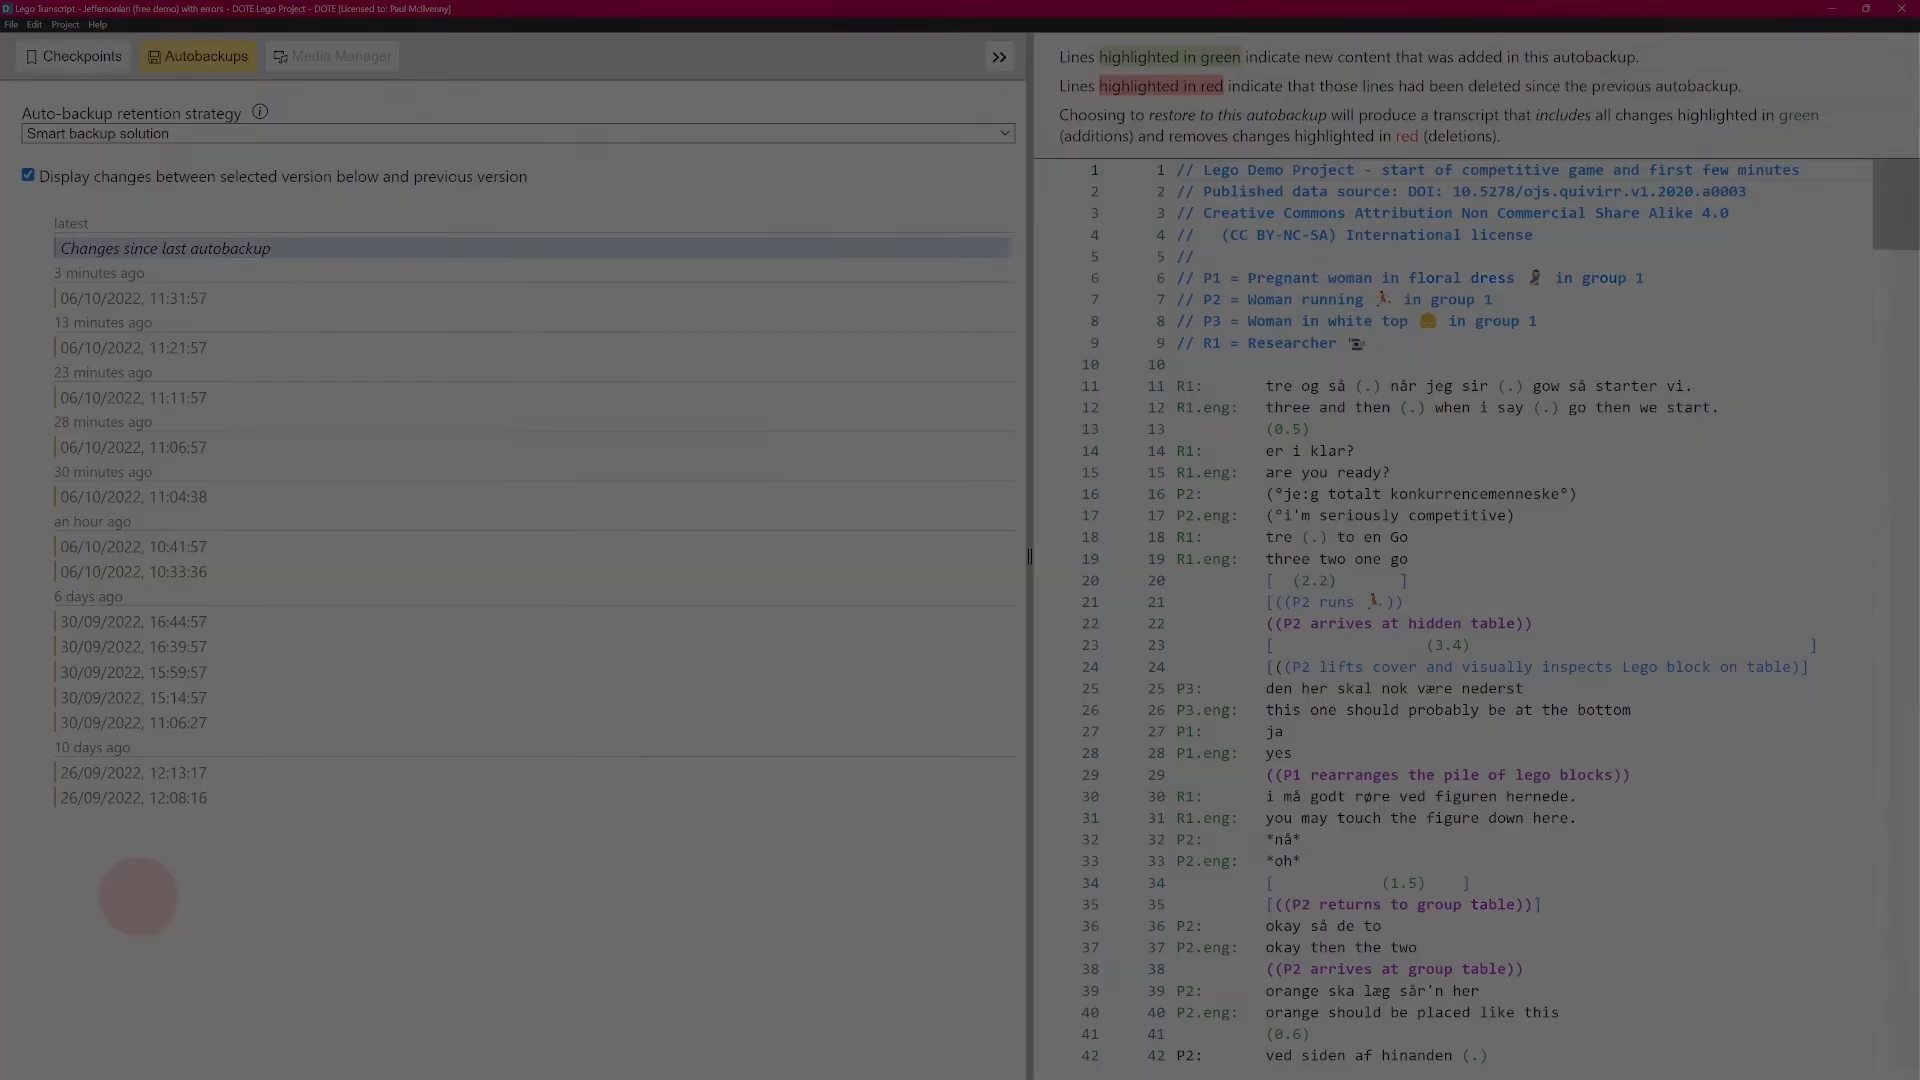 Lego Transcript - Jeffersonian (free demo) with errors - DOTE Lego Project - DOTE [Licensed to: Paul McIlvenny]
File Edit Project Help
Checkpoints Autobackups Media Manager
Auto-backup retention strategy
Smart backup solution
Display changes between selected version below and previous version
latest
Changes since last autobackup
3 minutes ago
06/10/2022, 11:31:57
13 minutes ago
06/10/2022, 11:21:57
23 minutes ago
06/10/2022, 11:11:57
28 minutes ago
06/10/2022, 11:06:57
30 minutes ago
06/10/2022, 11:04:38
an hour ago
06/10/2022, 10:41:57
06/10/2022, 10:33:36
6 days ago
30/09/2022, 16:44:57
30/09/2022, 16:39:57
30/09/2022, 15:59:57
30/09/2022, 15:14:57
30/09/2022, 11:06:27
10 days ago
26/09/2022, 12:13:17
26/09/2022, 12:08:16
Lines highlighted in green indicate new content that was added in this autobackup.
Lines highlighted in red indicate that those lines had been deleted since the previous autobackup.
Choosing to restore to this autobackup will produce a transcript that includes all changes highlighted in green
(additions) and removes changes highlighted in red (deletions).
1 1 // Lego Demo Project - start of competitive game and first few minutes
2 2 // Published data source: DOI: 10.5278/ojs.quivirr.v1.2020.a0003
3 3 // Creative Commons Attribution Non Commercial Share Alike 4.0
4 4 // (CC BY-NC-SA) International license
5 5 //
6 6 // P1 = Pregnant woman in floral dress 🤰 in group 1
7 7 // P2 = Woman running 🏃 in group 1
8 8 // P3 = Woman in white top 👩 in group 1
9 9 // R1 = Researcher 📹
10 10
11 11 R1: tre og så (.) når jeg sir (.) gow så starter vi.
12 12 R1.eng: three and then (.) when i say (.) go then we start.
13 13 (0.5)
14 14 R1: er i klar?
15 15 R1.eng: are you ready?
16 16 P2: (°je:g totalt konkurrencemenneske°)
17 17 P2.eng: (°i'm seriously competitive)
18 18 R1: tre (.) to en Go
19 19 R1.eng: three two one go
20 20 [ (2.2) ]
21 21 [((P2 runs 🏃))
22 22 ((P2 arrives at hidden table))
23 23 [ (3.4) ]
24 24 [((P2 lifts cover and visually inspects Lego block on table)]
25 25 P3: den her skal nok være nederst
26 26 P3.eng: this one should probably be at the bottom
27 27 P1: ja
28 28 P1.eng: yes
29 29 ((P1 rearranges the pile of lego blocks))
30 30 R1: i må godt røre ved figuren hernede.
31 31 R1.eng: you may touch the figure down here.
32 32 P2: *nå*
33 33 P2.eng: *oh*
34 34 [ (1.5) ]
35 35 [((P2 returns to group table))]
36 36 P2: okay så de to
37 37 P2.eng: okay then the two
38 38 ((P2 arrives at group table))
39 39 P2: orange ska læg sår'n her
40 40 P2.eng: orange should be placed like this
41 41 (0.6)
42 42 P2: ved siden af hinanden (.)